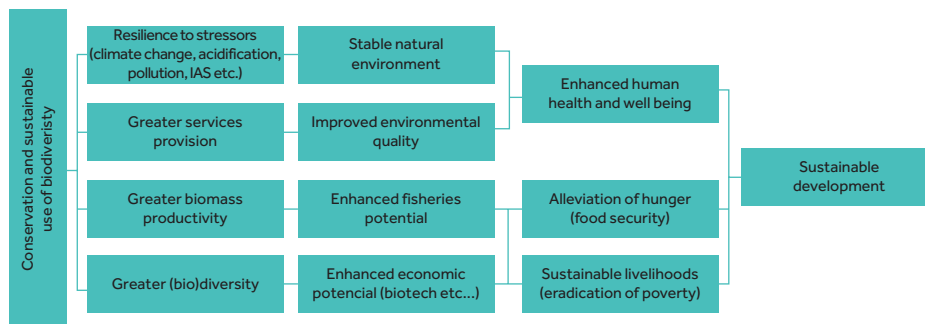 Conservation and sustainable
use of biodiveristy
Resilience to stressors
(climate change, acidification,
pollution, IAS etc.)
Stable natural
environment
Greater services
provision
Improved environmental
quality
Enhanced human
health and well being
Greater biomass
productivity
Enhanced fisheries
potential
Alleviation of hunger
(food security)
Greater (bio)diversity
Enhanced economic
potencial (biotech etc...)
Sustainable livelihoods
(eradication of poverty)
Sustainable
development